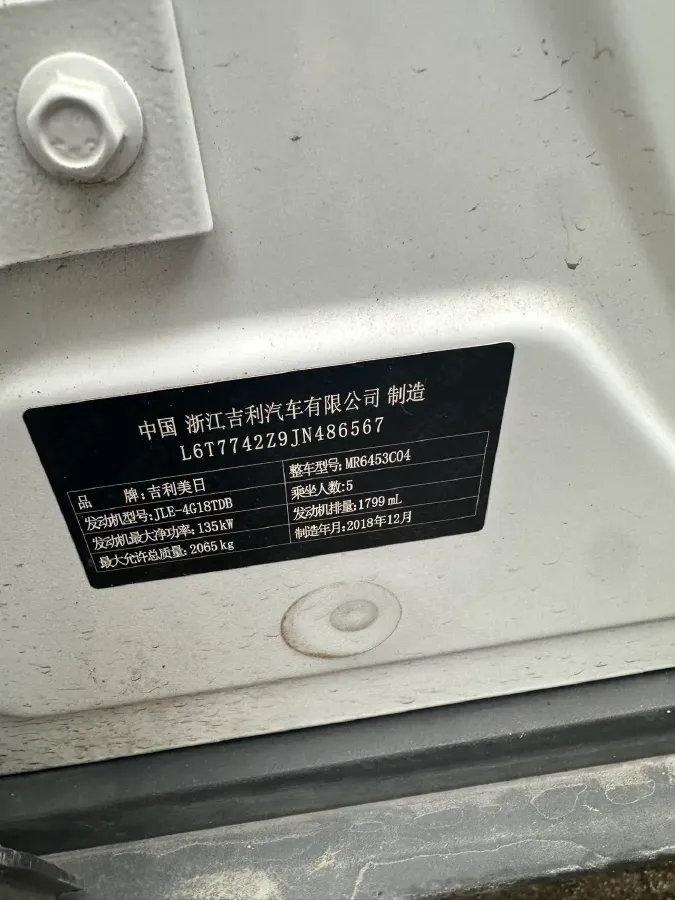 中国 浙江吉利汽车有限公司 制造
L6T7742Z9JN486567
品 牌:吉利美日
整车型号:MR6453C04
发动机型号:JLE-4G18TDB
乘坐人数:5
发动机最大净功率:135kW
发动机排量:1799mL
最大允许总质量:2065kg
制造年月:2018年12月